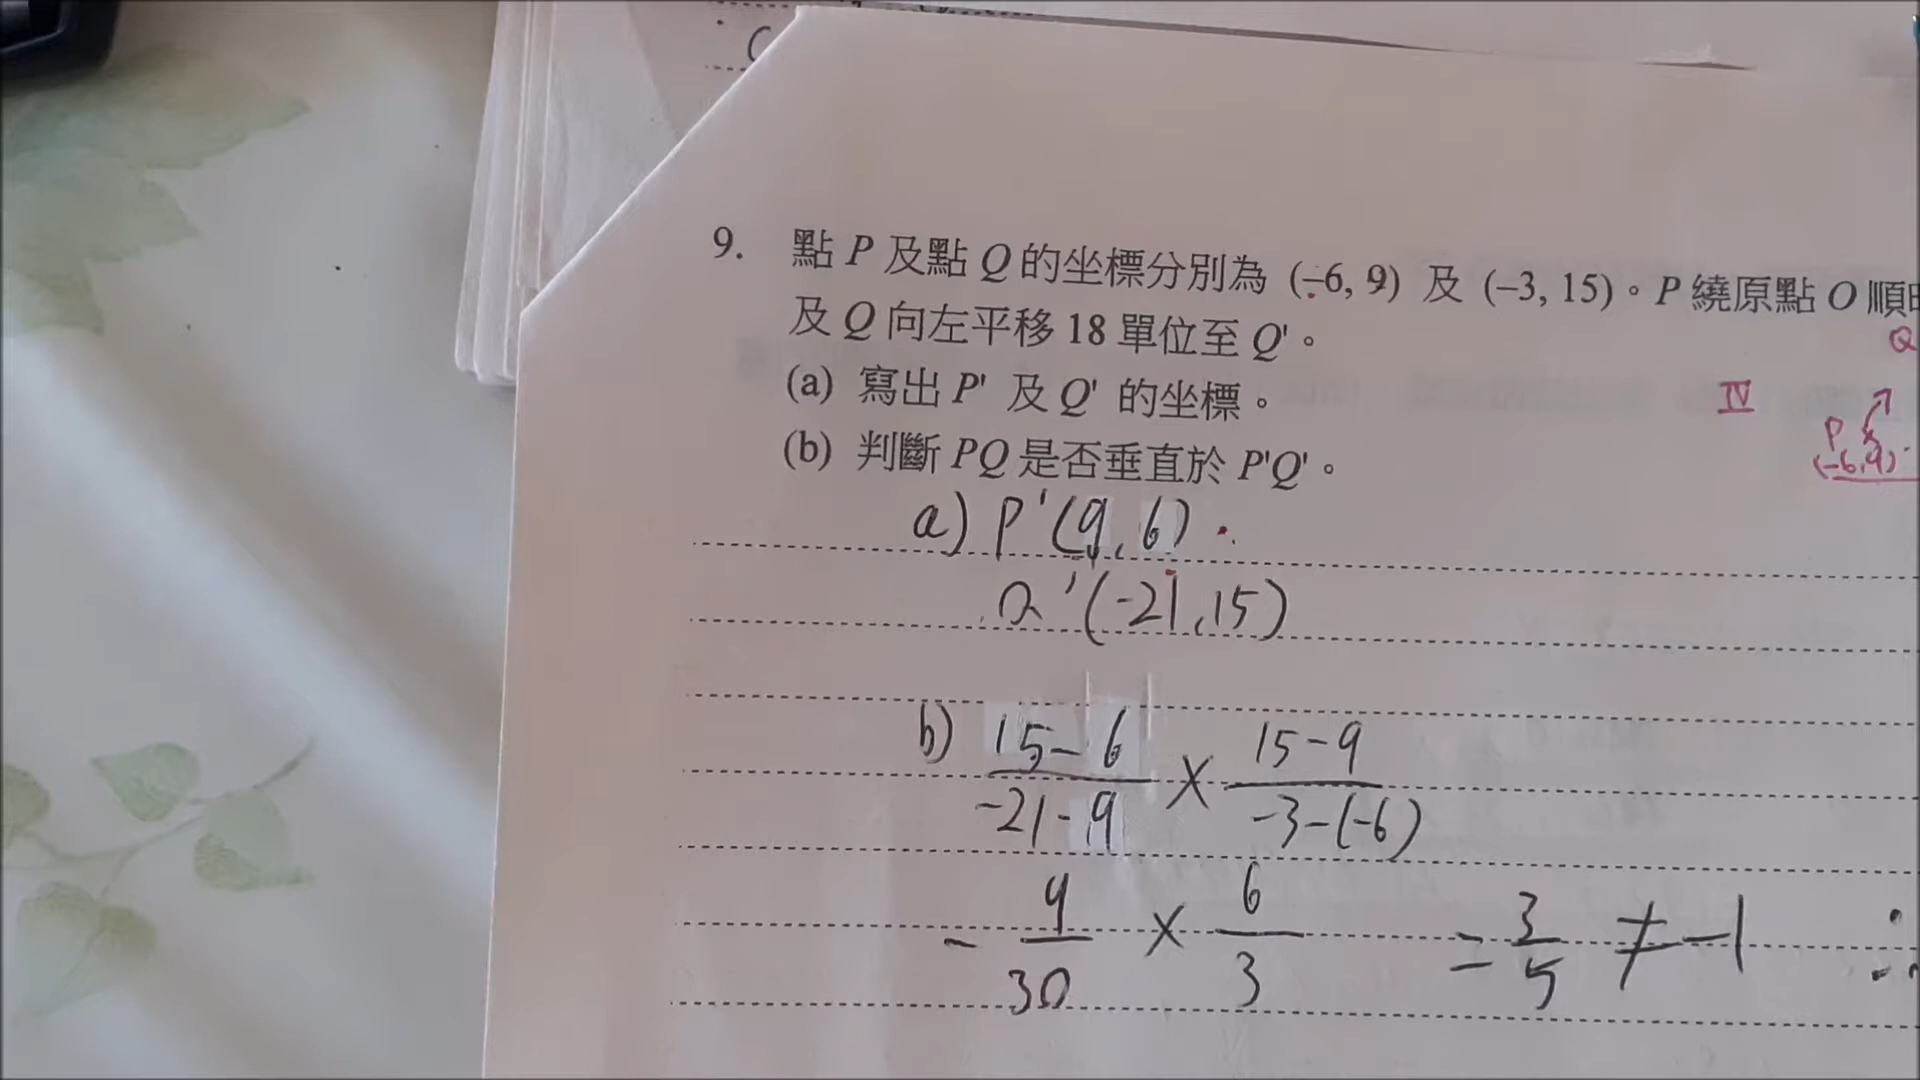 C
9. 點 P 及點 Q 的坐標分別為 (–6, 9) 及 (–3, 15)。P 繞原點 O 順
及 Q 向左平移 18 單位至 Q'。
Q
(a) 寫出 P' 及 Q' 的坐標。
IV
P
(-6,9)
(b) 判斷 PQ 是否垂直於 P'Q'。
a) P'(9,6)
Q'(-21,15)
b) 15-6 / -21-9 × 15-9 / -3-(-6)
- 9/30 × 6/3 = 3/5 ≠ -1 ∴